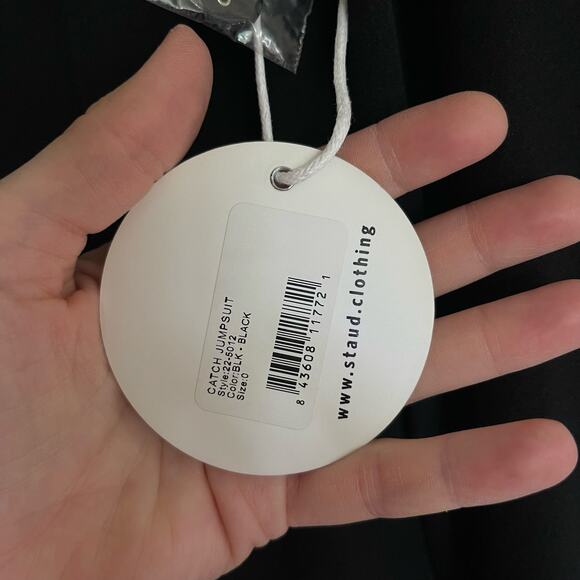 CATCH JUMPSUIT
Style:22-5012
Color:BLK - BLACK
Size:0
8 43608 11772 1
www.staud.clothing